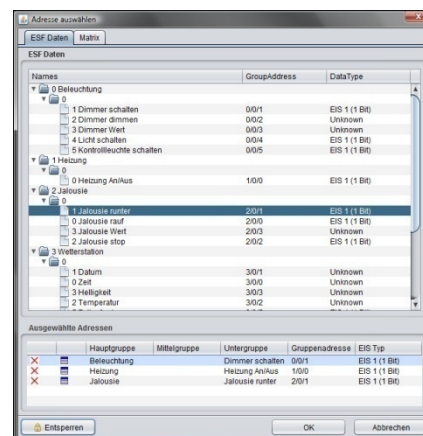 Adresse auswählen
ESF Daten Matrix
ESF Daten
Names GroupAddress DataType
0 Beleuchtung
0
1 Dimmer schalten 0/0/1 EIS 1 (1 Bit)
2 Dimmer dimmen 0/0/2 Unknown
3 Dimmer Wert 0/0/3 Unknown
4 Licht schalten 0/0/4 EIS 1 (1 Bit)
5 Kontrollleuchte schalten 0/0/5 EIS 1 (1 Bit)
1 Heizung
0
0 Heizung An/Aus 1/0/0 EIS 1 (1 Bit)
2 Jalousie
0
1 Jalousie runter 2/0/1 EIS 1 (1 Bit)
0 Jalousie rauf 2/0/0 EIS 1 (1 Bit)
3 Jalousie Wert 2/0/3 Unknown
2 Jalousie stop 2/0/2 EIS 1 (1 Bit)
3 Wetterstation
0
1 Datum 3/0/1 Unknown
0 Zeit 3/0/0 Unknown
3 Helligkeit 3/0/3 Unknown
2 Temperatur 3/0/2 Unknown
Ausgewählte Adressen
Hauptgruppe Mittelgruppe Untergruppe Gruppenadresse EIS Typ
Beleuchtung Dimmer schalten 0/0/1 EIS 1 (1 Bit)
Heizung Heizung An/Aus 1/0/0 EIS 1 (1 Bit)
Jalousie Jalousie runter 2/0/1 EIS 1 (1 Bit)
Entsperren OK Abbrechen